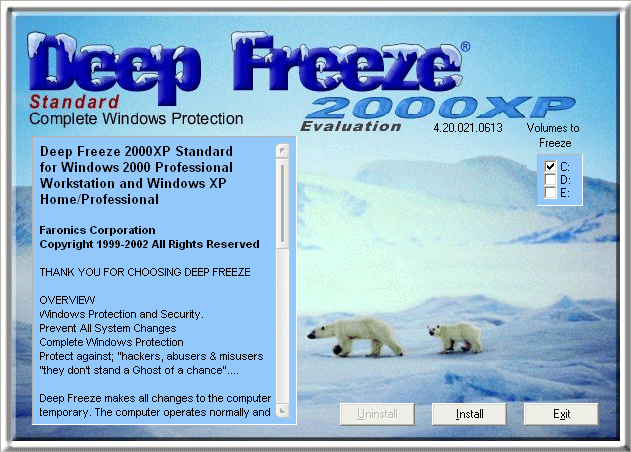 Deep Freeze®
Standard
2000XP
Complete Windows Protection
Evaluation
4.20.021.0613
Volumes to
Freeze
C:
D:
E:
Deep Freeze 2000XP Standard
for Windows 2000 Professional
Workstation and Windows XP
Home/Professional
Faronics Corporation
Copyright 1999-2002 All Rights Reserved
THANK YOU FOR CHOOSING DEEP FREEZE
OVERVIEW
Windows Protection and Security.
Prevent All System Changes
Complete Windows Protection
Protect against; "hackers, abusers & misusers
"they don't stand a Ghost of a chance"....
Deep Freeze makes all changes to the computer
temporary. The computer operates normally and
Uninstall
Install
Exit